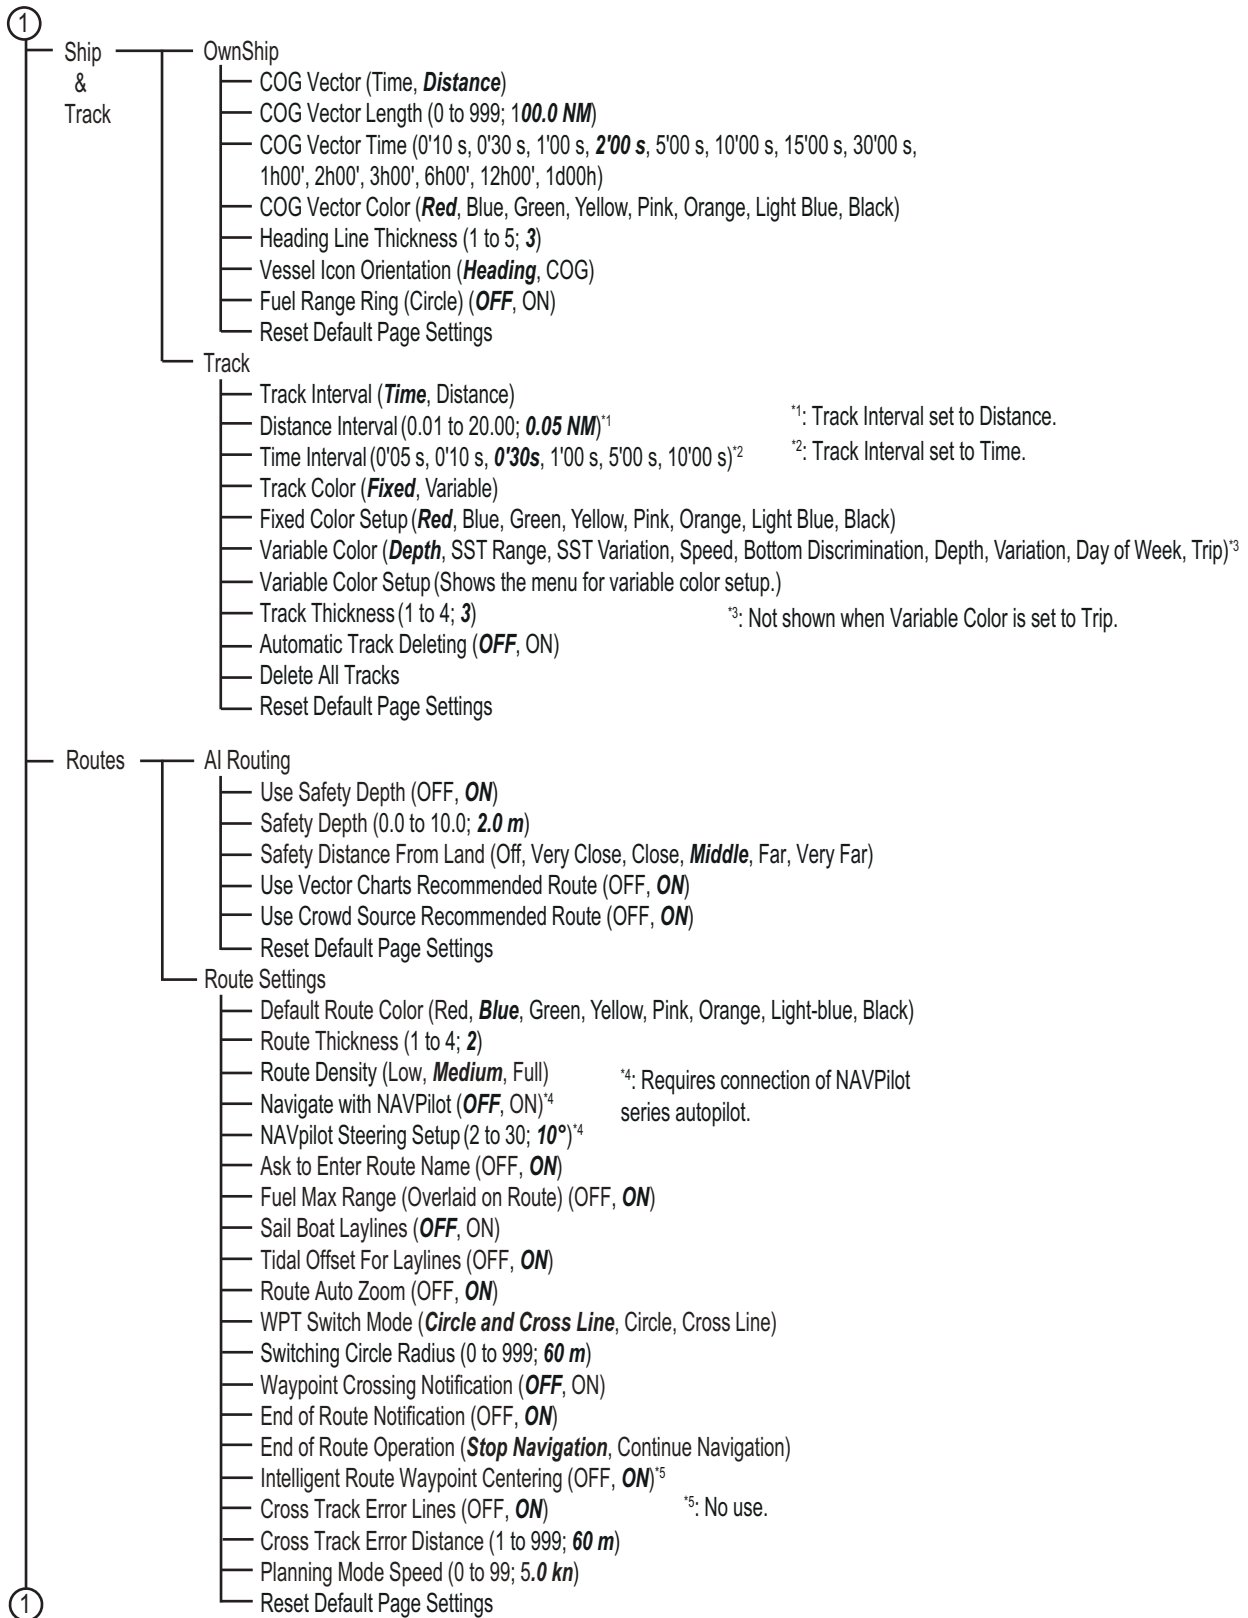 1
Ship
&
Track
OwnShip
COG Vector (Time, Distance)
COG Vector Length (0 to 999; 100.0 NM)
COG Vector Time (0'10 s, 0'30 s, 1'00 s, 2'00 s, 5'00 s, 10'00 s, 15'00 s, 30'00 s,
1h00', 2h00', 3h00', 6h00', 12h00', 1d00h)
COG Vector Color (Red, Blue, Green, Yellow, Pink, Orange, Light Blue, Black)
Heading Line Thickness (1 to 5; 3)
Vessel Icon Orientation (Heading, COG)
Fuel Range Ring (Circle) (OFF, ON)
Reset Default Page Settings
Track
Track Interval (Time, Distance)
Distance Interval (0.01 to 20.00; 0.05 NM)*1
*1: Track Interval set to Distance.
Time Interval (0'05 s, 0'10 s, 0'30s, 1'00 s, 5'00 s, 10'00 s)*2
*2: Track Interval set to Time.
Track Color (Fixed, Variable)
Fixed Color Setup (Red, Blue, Green, Yellow, Pink, Orange, Light Blue, Black)
Variable Color (Depth, SST Range, SST Variation, Speed, Bottom Discrimination, Depth, Variation, Day of Week, Trip)*3
Variable Color Setup (Shows the menu for variable color setup.)
Track Thickness (1 to 4; 3)
*3: Not shown when Variable Color is set to Trip.
Automatic Track Deleting (OFF, ON)
Delete All Tracks
Reset Default Page Settings
Routes
AI Routing
Use Safety Depth (OFF, ON)
Safety Depth (0.0 to 10.0; 2.0 m)
Safety Distance From Land (Off, Very Close, Close, Middle, Far, Very Far)
Use Vector Charts Recommended Route (OFF, ON)
Use Crowd Source Recommended Route (OFF, ON)
Reset Default Page Settings
Route Settings
Default Route Color (Red, Blue, Green, Yellow, Pink, Orange, Light-blue, Black)
Route Thickness (1 to 4; 2)
Route Density (Low, Medium, Full)
*4: Requires connection of NAVPilot
series autopilot.
Navigate with NAVPilot (OFF, ON)*4
NAVpilot Steering Setup (2 to 30; 10°)*4
Ask to Enter Route Name (OFF, ON)
Fuel Max Range (Overlaid on Route) (OFF, ON)
Sail Boat Laylines (OFF, ON)
Tidal Offset For Laylines (OFF, ON)
Route Auto Zoom (OFF, ON)
WPT Switch Mode (Circle and Cross Line, Circle, Cross Line)
Switching Circle Radius (0 to 999; 60 m)
Waypoint Crossing Notification (OFF, ON)
End of Route Notification (OFF, ON)
End of Route Operation (Stop Navigation, Continue Navigation)
Intelligent Route Waypoint Centering (OFF, ON)*5
Cross Track Error Lines (OFF, ON)
*5: No use.
Cross Track Error Distance (1 to 999; 60 m)
Planning Mode Speed (0 to 99; 5.0 kn)
Reset Default Page Settings
1